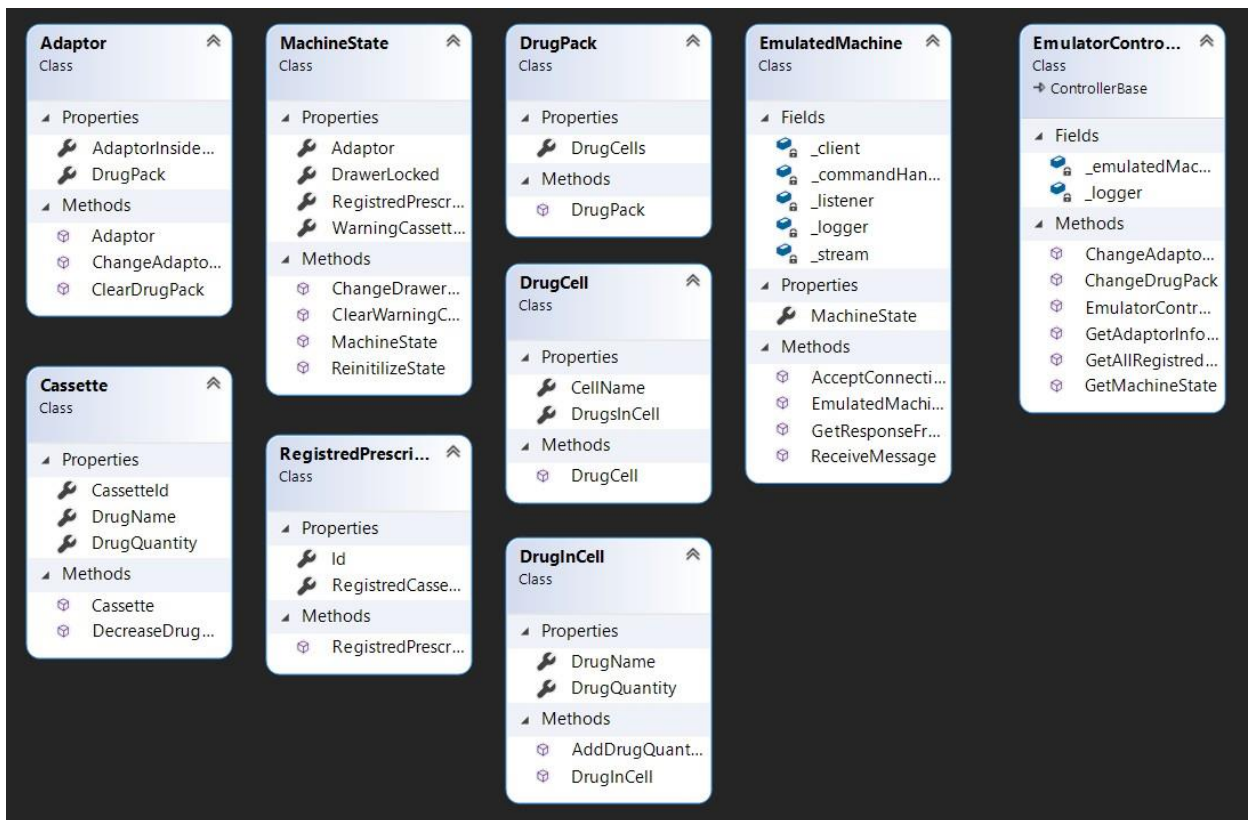 Adaptor
Class
Properties
AdaptorInside...
DrugPack
Methods
Adaptor
ChangeAdapto...
ClearDrugPack
Cassette
Class
Properties
CassetteId
DrugName
DrugQuantity
Methods
Cassette
DecreaseDrug...
MachineState
Class
Properties
Adaptor
DrawerLocked
RegistredPrescr...
WarningCassett...
Methods
ChangeDrawer...
ClearWarningC...
MachineState
ReinitilizeState
RegistredPrescri...
Class
Properties
Id
RegistredCasse...
Methods
RegistredPrescr...
DrugPack
Class
Properties
DrugCells
Methods
DrugPack
DrugCell
Class
Properties
CellName
DrugsInCell
Methods
DrugCell
DrugInCell
Class
Properties
DrugName
DrugQuantity
Methods
AddDrugQuant...
DrugInCell
EmulatedMachine
Class
Fields
_client
_commandHan...
_listener
_logger
_stream
Properties
MachineState
Methods
AcceptConnecti...
EmulatedMachi...
GetResponseFr...
ReceiveMessage
EmulatorContro...
Class
ControllerBase
Fields
_emulatedMac...
_logger
Methods
ChangeAdapto...
ChangeDrugPack
EmulatorContr...
GetAdaptorInfo...
GetAllRegistred...
GetMachineState